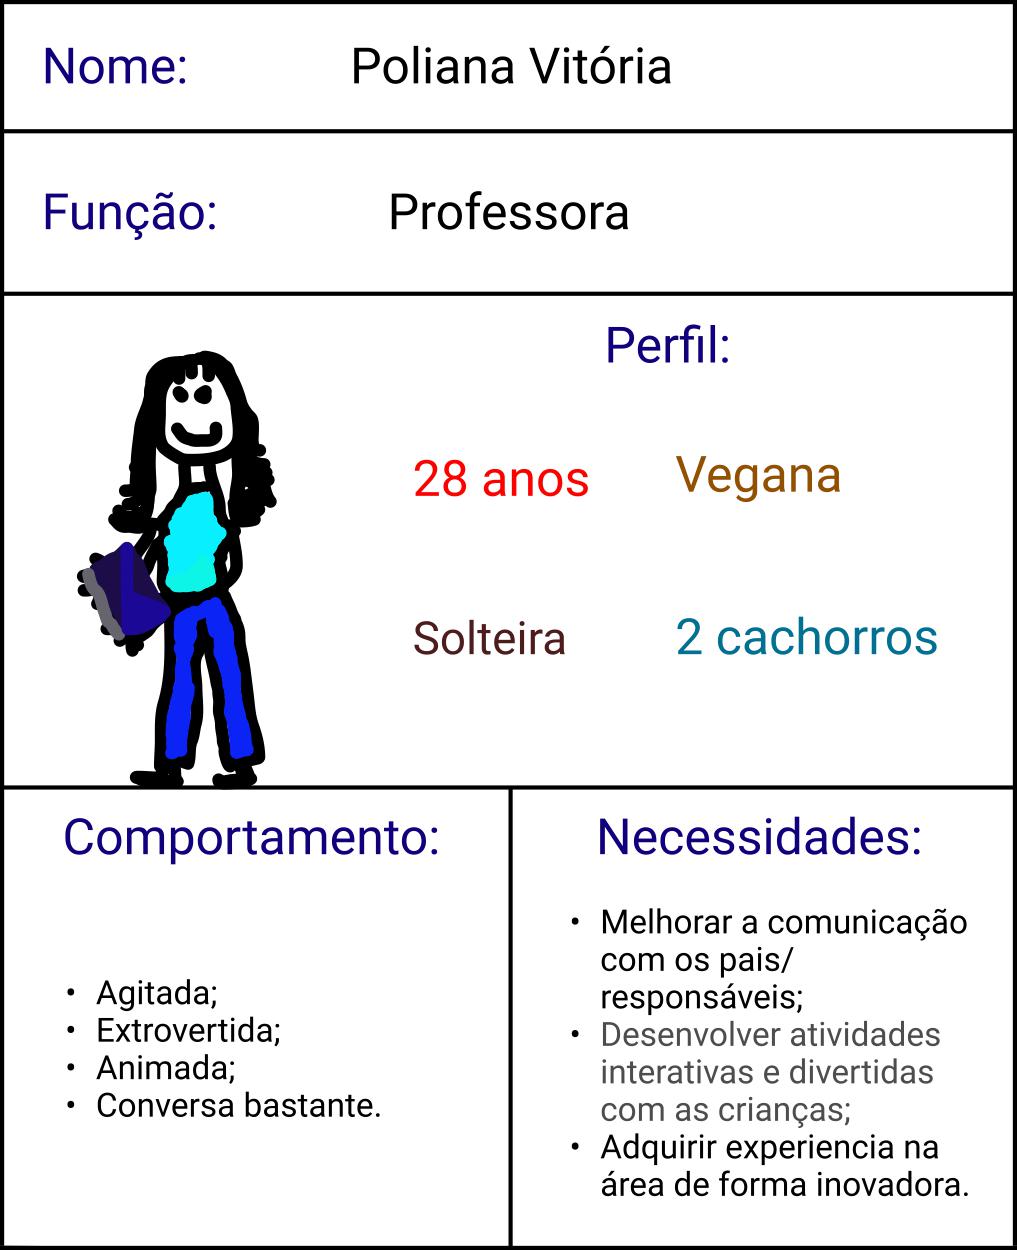 Nome: Poliana Vitória
Função: Professora
Perfil:
28 anos Vegana
Solteira 2 cachorros
Comportamento:
• Agitada;
• Extrovertida;
• Animada;
• Conversa bastante.
Necessidades:
• Melhorar a comunicação
com os pais/
responsáveis;
• Desenvolver atividades
interativas e divertidas
com as crianças;
• Adquirir experiencia na
área de forma inovadora.